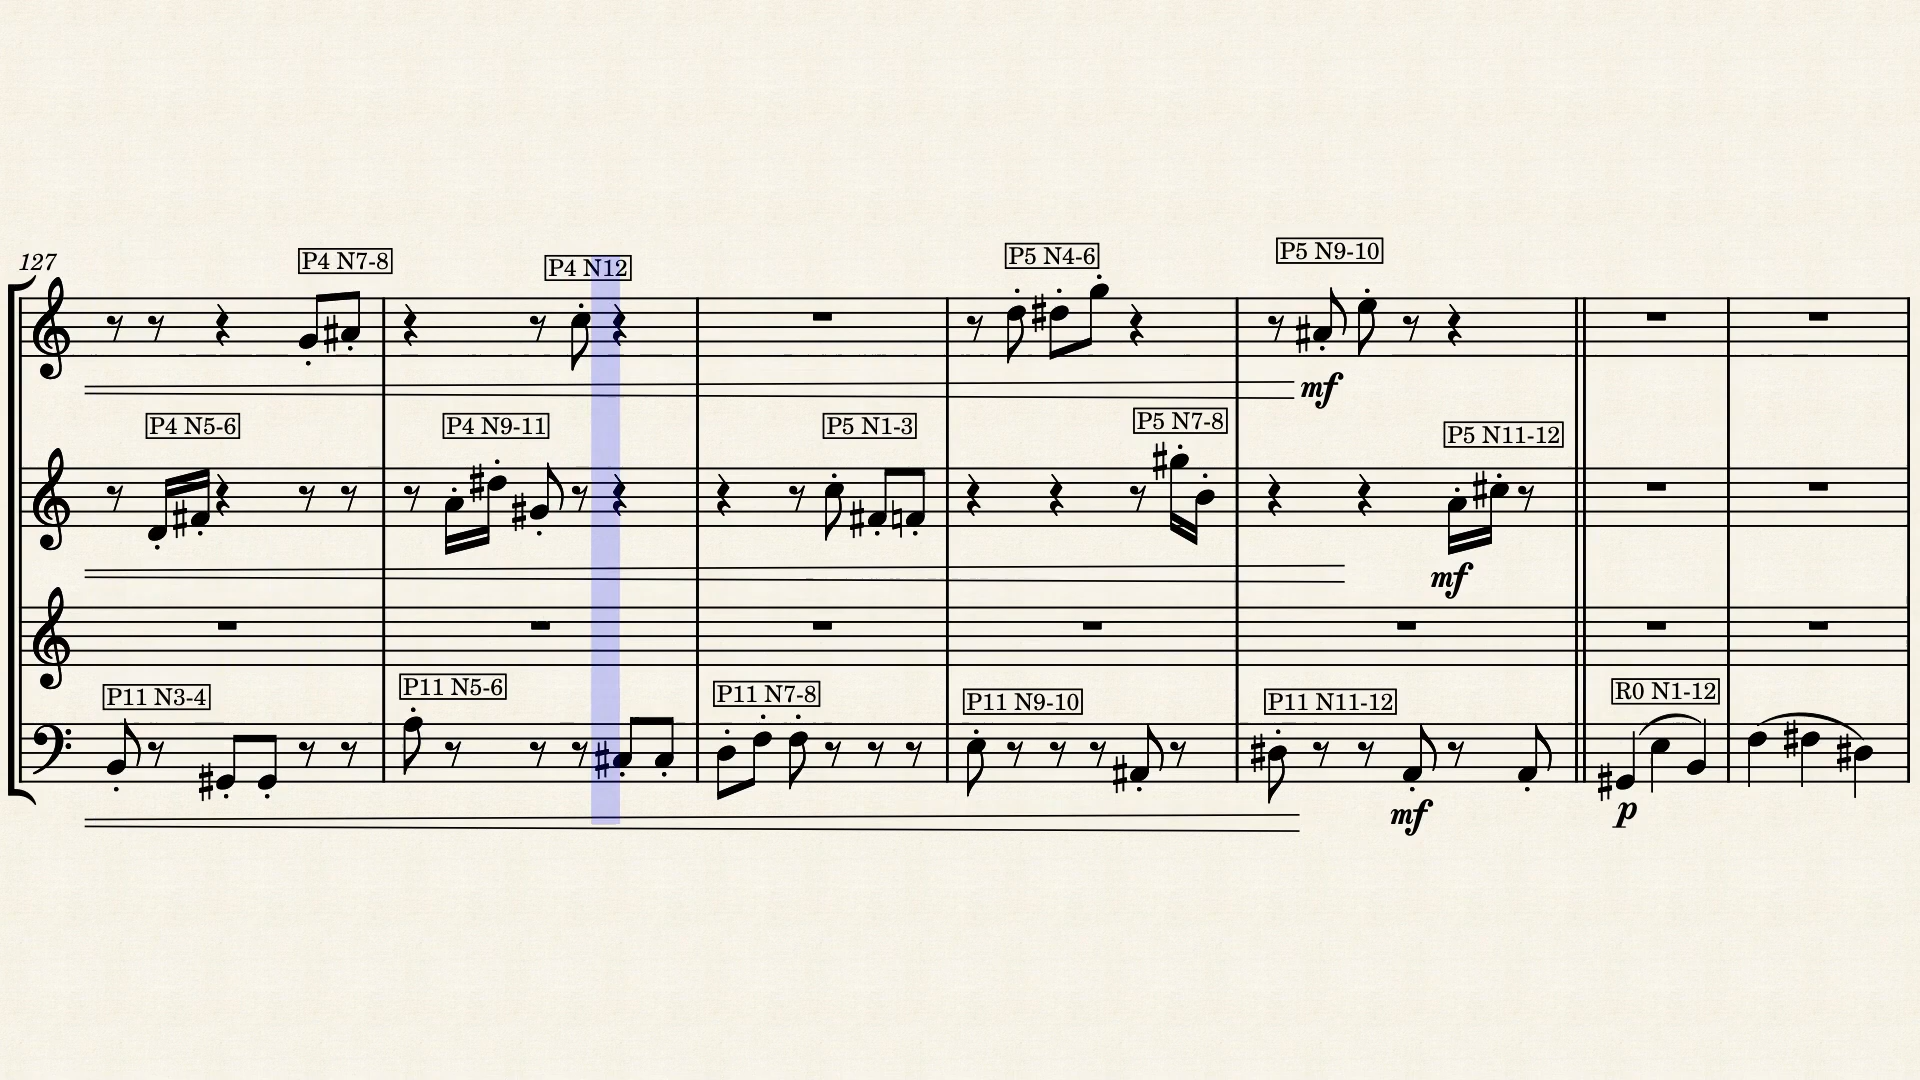 127
P4 N7-8
P4 N12
P5 N4-6
P5 N9-10
mf
P4 N5-6
P4 N9-11
P5 N1-3
P5 N7-8
P5 N11-12
mf
P11 N3-4
P11 N5-6
P11 N7-8
P11 N9-10
P11 N11-12
R0 N1-12
mf
p